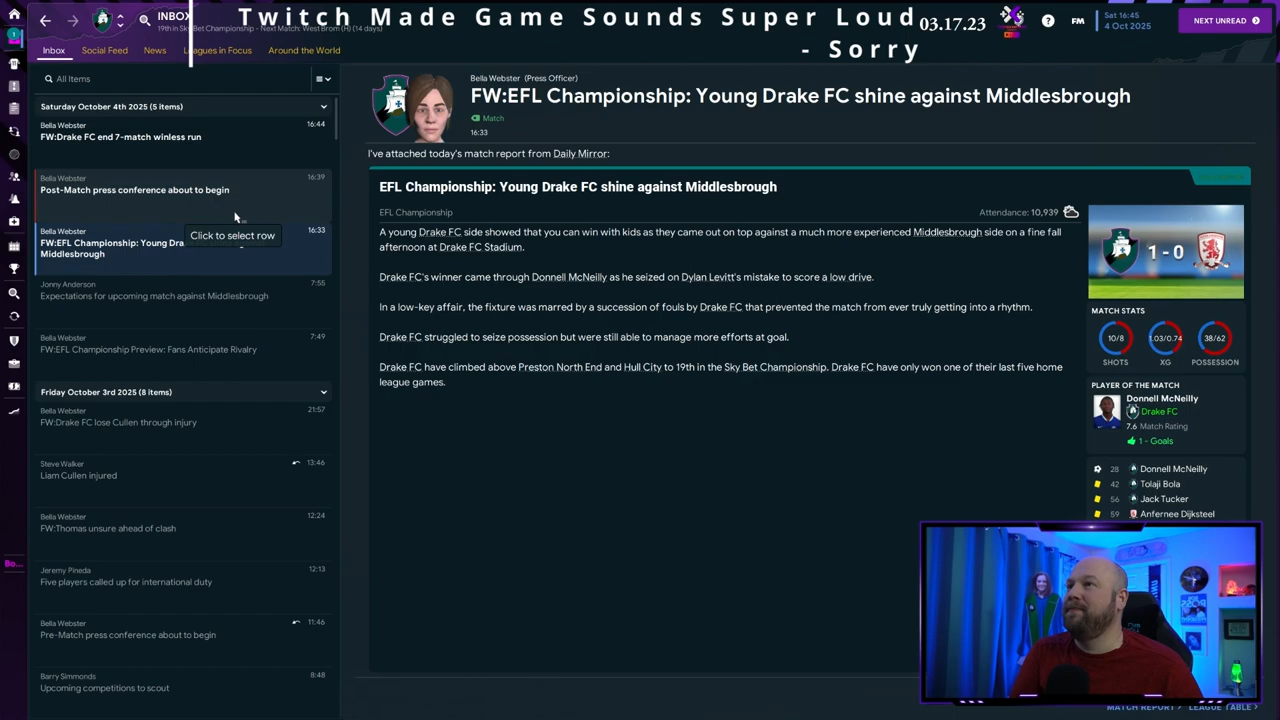 INBOX
19th in Sky Bet Championship - Next Match: West Brom (H) (14 days)
Twitch Made Game Sounds Super Loud
- Sorry
03.17.23
FM
Sat 16:45
4 Oct 2025
NEXT UNREAD
Inbox
Social Feed
News
Leagues in Focus
Around the World
All Items
Saturday October 4th 2025 (5 items)
Bella Webster 16:44
FW:Drake FC end 7-match winless run
Bella Webster 16:39
Post-Match press conference about to begin
Click to select row
Bella Webster 16:33
FW:EFL Championship: Young Dra
Middlesbrough
Jonny Anderson 7:55
Expectations for upcoming match against Middlesbrough
Bella Webster 7:49
FW:EFL Championship Preview: Fans Anticipate Rivalry
Friday October 3rd 2025 (8 items)
Bella Webster 21:57
FW:Drake FC lose Cullen through injury
Steve Walker 13:46
Liam Cullen injured
Bella Webster 12:24
FW:Thomas unsure ahead of clash
Jeremy Pineda 12:13
Five players called up for international duty
Bella Webster 11:46
Pre-Match press conference about to begin
Barry Simmonds 8:48
Upcoming competitions to scout
Bo...
Bella Webster (Press Officer)
FW:EFL Championship: Young Drake FC shine against Middlesbrough
Match
16:33
I've attached today's match report from Daily Mirror:
EFL Championship: Young Drake FC shine against Middlesbrough
EFL Championship
Attendance: 10,939
A young Drake FC side showed that you can win with kids as they came out on top against a much more experienced Middlesbrough side on a fine fall
afternoon at Drake FC Stadium.
Drake FC's winner came through Donnell McNeilly as he seized on Dylan Levitt's mistake to score a low drive.
In a low-key affair, the fixture was marred by a succession of fouls by Drake FC that prevented the match from ever truly getting into a rhythm.
Drake FC struggled to seize possession but were still able to manage more efforts at goal.
Drake FC have climbed above Preston North End and Hull City to 19th in the Sky Bet Championship. Drake FC have only won one of their last five home
league games.
1 - 0
MATCH STATS
10/8
1.03/0.74
38/62
SHOTS
XG
POSSESSION
PLAYER OF THE MATCH
Donnell McNeilly
Drake FC
7.6 Match Rating
1 - Goals
28 Donnell McNeilly
42 Tolaji Bola
56 Jack Tucker
59 Anfernee Dijksteel
MATCH REPORT
LEAGUE TABLE